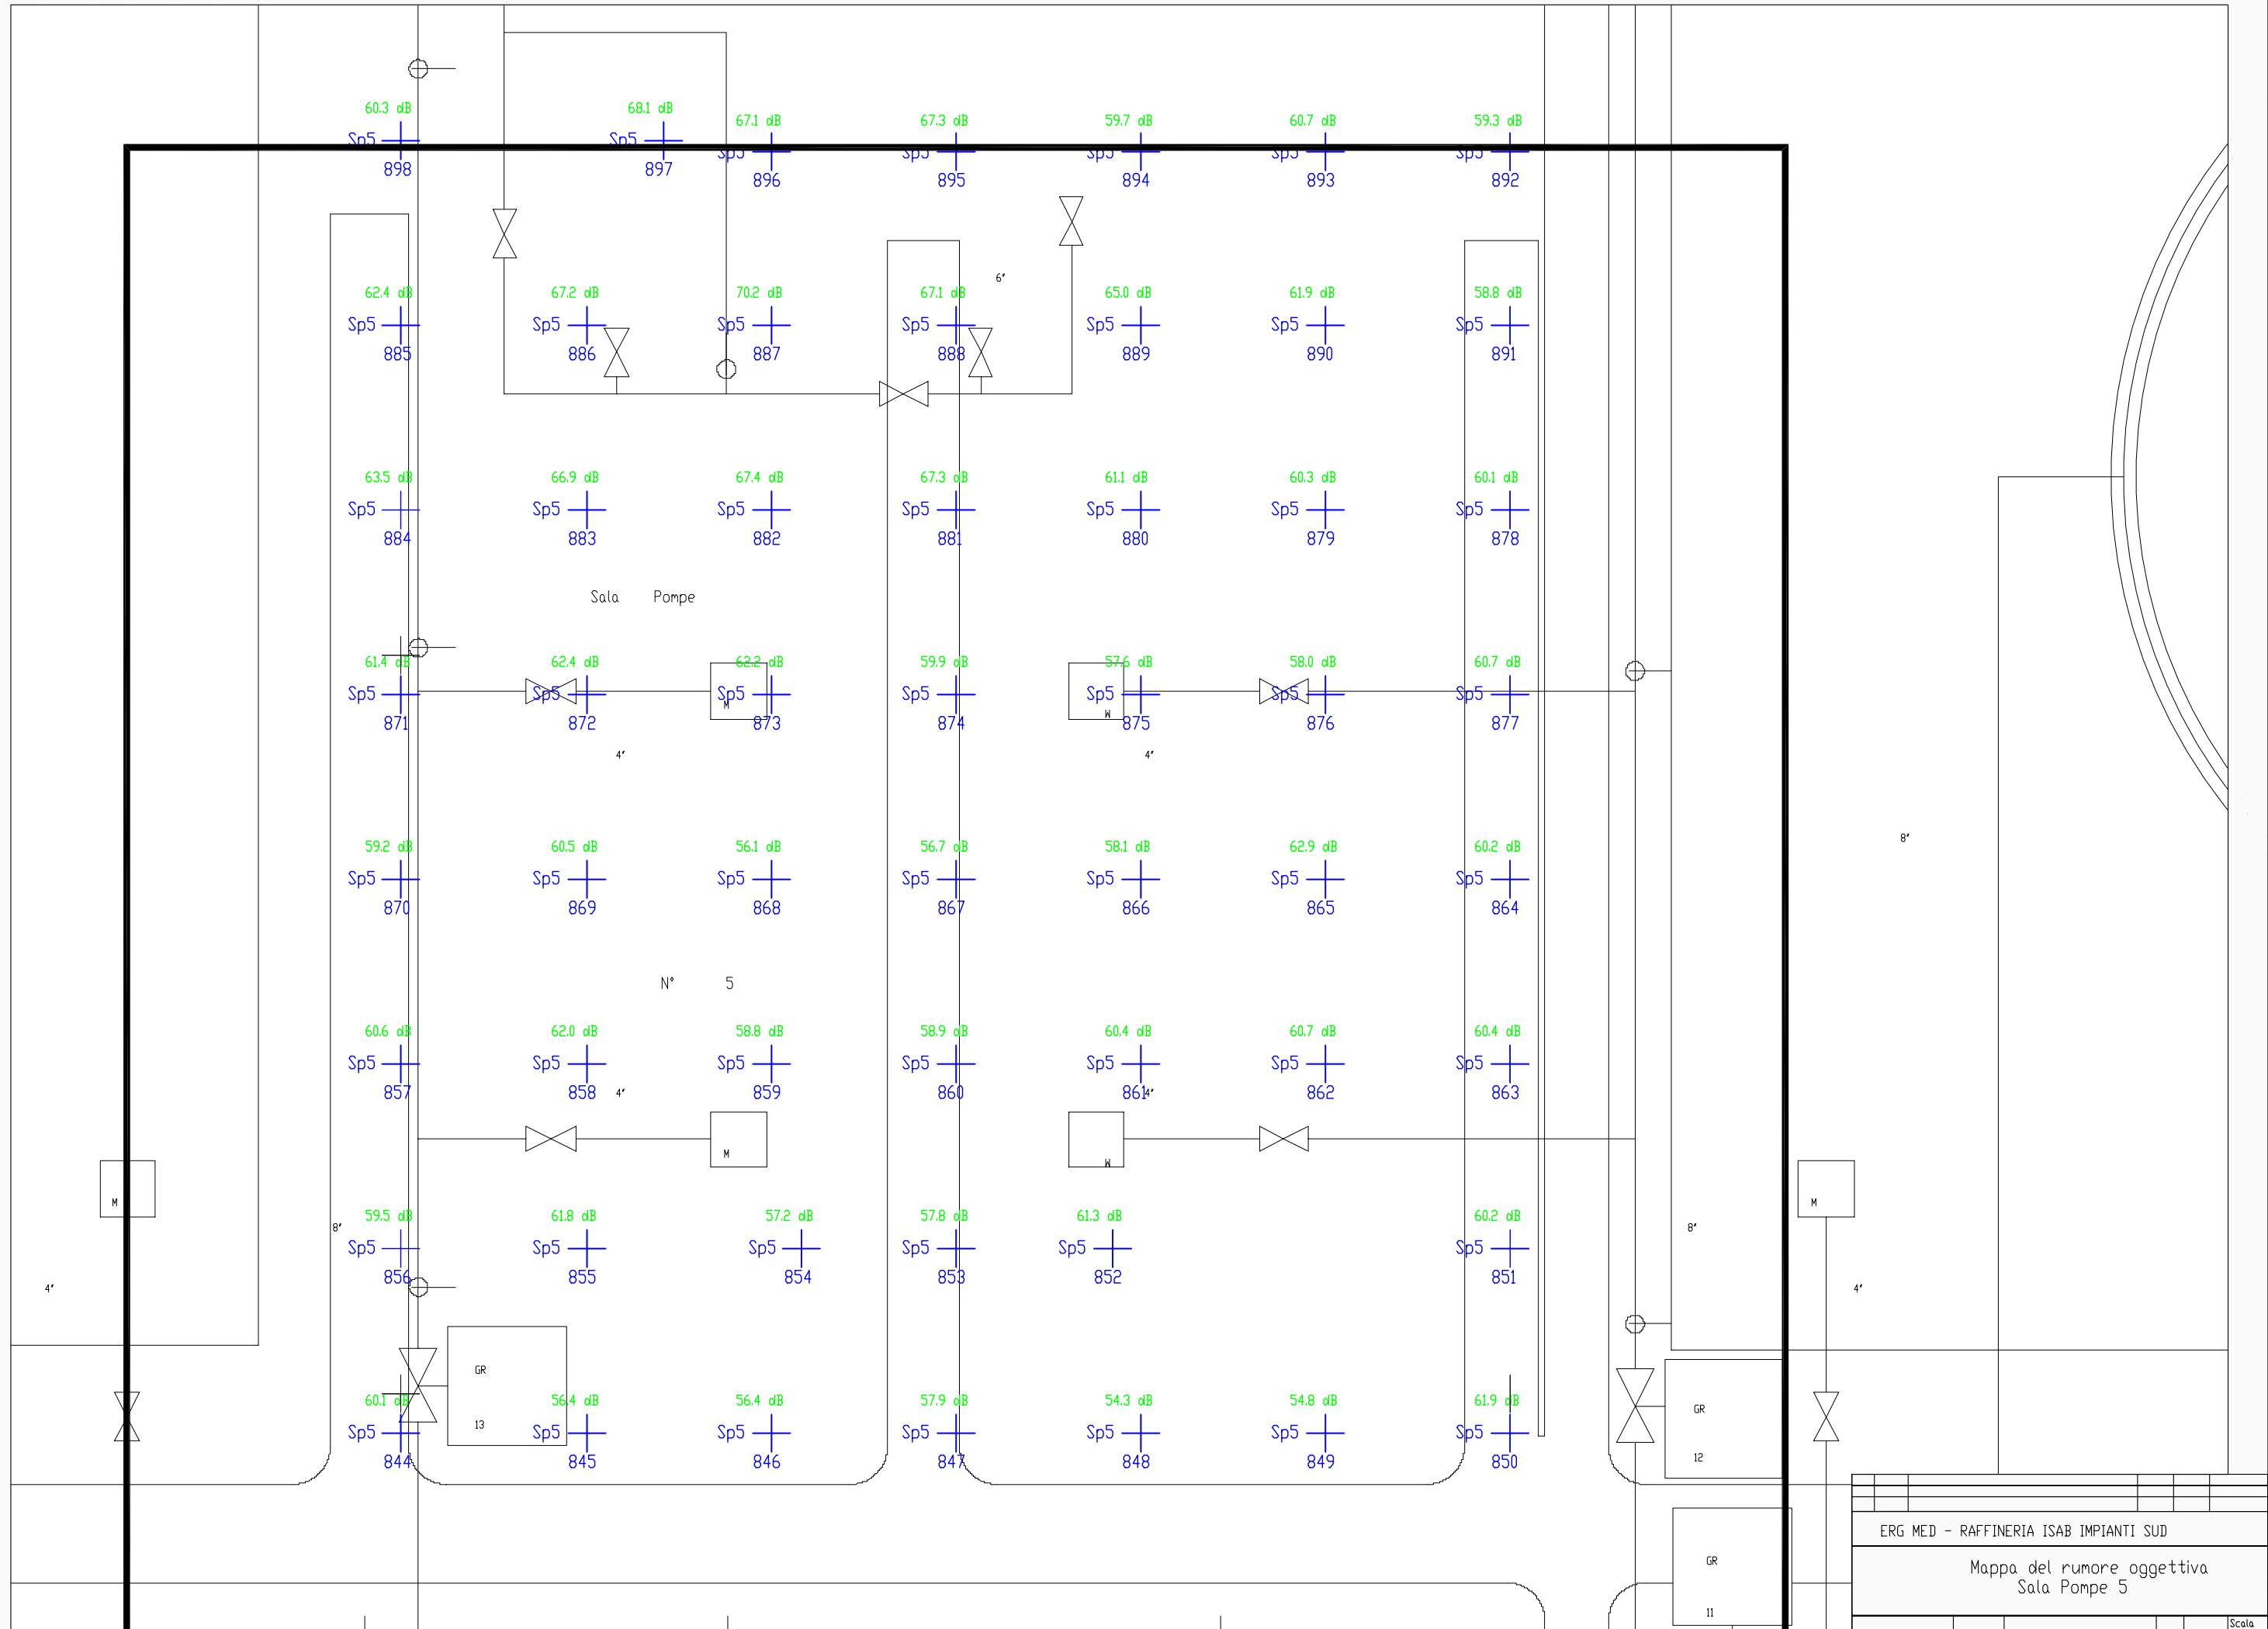 60.3 dB 68.1 dB 67.1 dB 67.3 dB 59.7 dB 60.7 dB 59.3 dB
Sp5 Sp5 Sp5 Sp5 Sp5 Sp5 Sp5
898 897 896 895 894 893 892
6"
62.4 dB 67.2 dB 70.2 dB 67.1 dB 65.0 dB 61.9 dB 58.8 dB
Sp5 Sp5 Sp5 Sp5 Sp5 Sp5 Sp5
885 886 887 888 889 890 891
63.5 dB 66.9 dB 67.4 dB 67.3 dB 61.1 dB 60.3 dB 60.1 dB
Sp5 Sp5 Sp5 Sp5 Sp5 Sp5 Sp5
884 883 882 881 880 879 878
Sala Pompe
61.4 dB 62.4 dB 62.2 dB 59.9 dB 57.6 dB 58.0 dB 60.7 dB
Sp5 Sp5 Sp5 Sp5 Sp5 Sp5 Sp5
M W
871 872 873 874 875 876 877
4" 4"
8"
59.2 dB 60.5 dB 56.1 dB 56.7 dB 58.1 dB 62.9 dB 60.2 dB
Sp5 Sp5 Sp5 Sp5 Sp5 Sp5 Sp5
870 869 868 867 866 865 864
N° 5
60.6 dB 62.0 dB 58.8 dB 58.9 dB 60.4 dB 60.7 dB 60.4 dB
Sp5 Sp5 Sp5 Sp5 Sp5 Sp5 Sp5
857 858 859 860 861 862 863
4" 4"
M W
M M
59.5 dB 61.8 dB 57.2 dB 57.8 dB 61.3 dB 60.2 dB
8" 8"
Sp5 Sp5 Sp5 Sp5 Sp5 Sp5
856 855 854 853 852 851
4" 4"
GR
60.1 dB 56.4 dB 56.4 dB 57.9 dB 54.3 dB 54.8 dB 61.9 dB
GR
13
Sp5 Sp5 Sp5 Sp5 Sp5 Sp5 Sp5
844 845 846 847 848 849 850
12
ERG MED - RAFFINERIA ISAB IMPIANTI SUD
GR
Mappa del rumore oggettiva
Sala Pompe 5
11
Scala